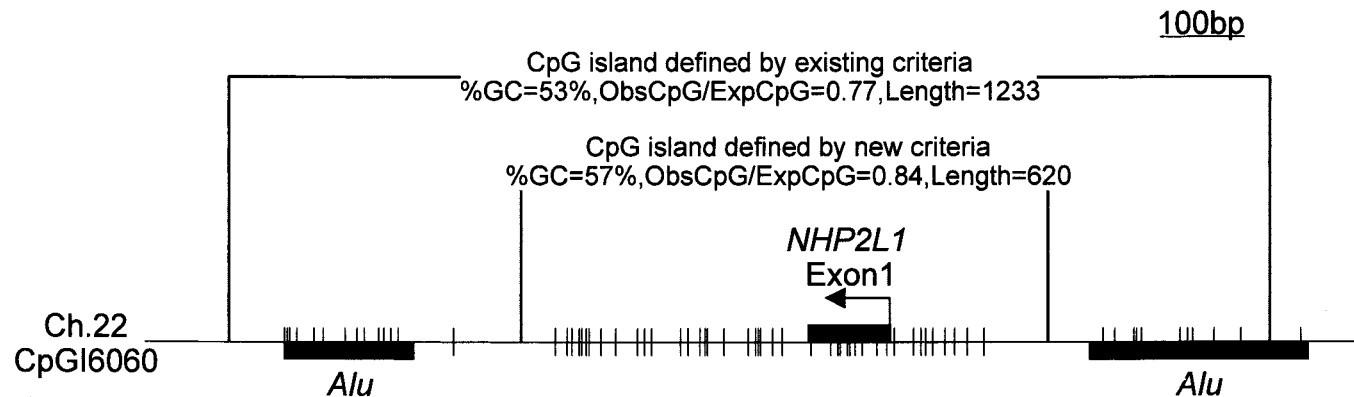 100bp
CpG island defined by existing criteria
%GC=53%,ObsCpG/ExpCpG=0.77,Length=1233
CpG island defined by new criteria
%GC=57%,ObsCpG/ExpCpG=0.84,Length=620
NHP2L1
Exon1
Ch.22
CpGI6060
Alu
Alu